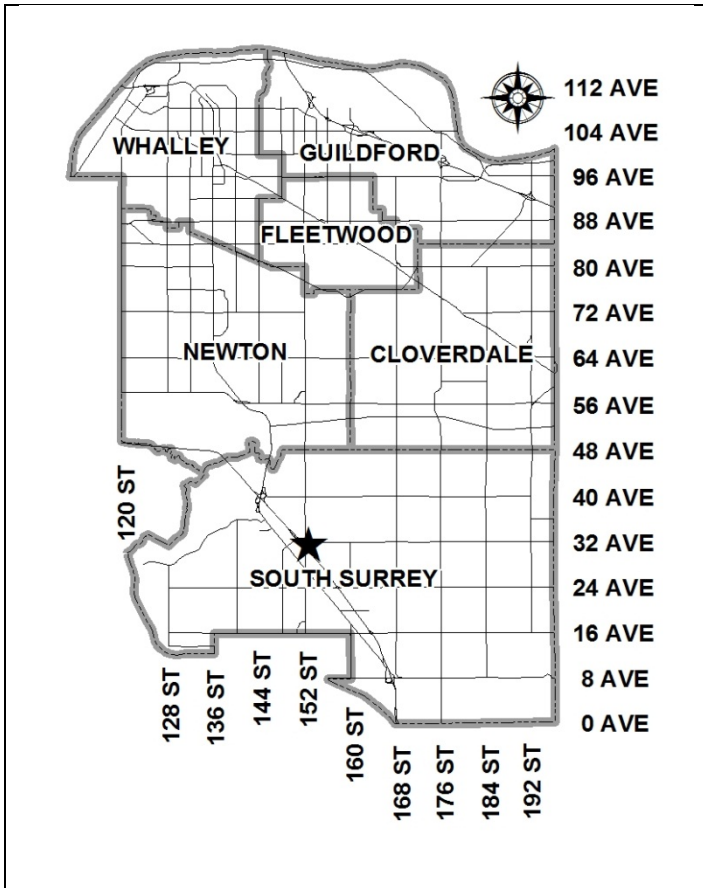 112 AVE
104 AVE
WHALLEY
GUILDFORD
96 AVE
88 AVE
FLEETWOOD
80 AVE
72 AVE
NEWTON
CLOVERDALE
64 AVE
56 AVE
48 AVE
120 ST
40 AVE
32 AVE
SOUTH SURREY
24 AVE
16 AVE
8 AVE
0 AVE
128 ST
136 ST
144 ST
152 ST
160 ST
168 ST
176 ST
184 ST
192 ST